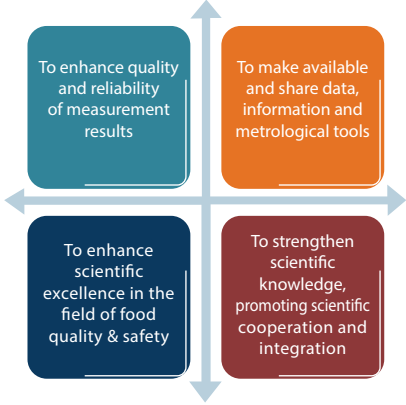 To enhance quality
and reliability
of measurement
results
To make available
and share data,
information and
metrological tools
To enhance
scientific
excellence in the
field of food
quality & safety
To strengthen
scientific
knowledge,
promoting scientific
cooperation and
integration